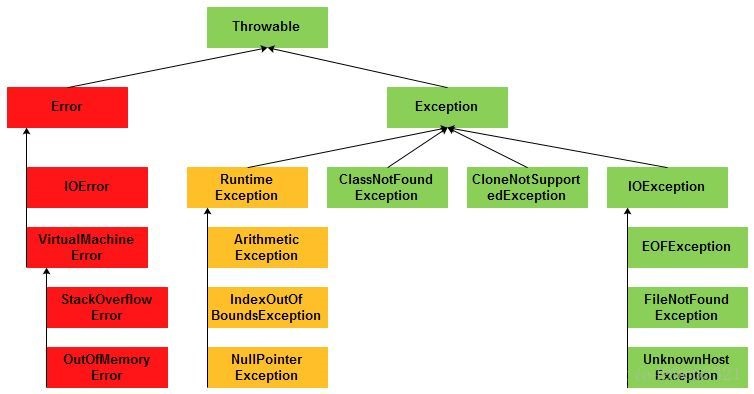 Throwable
Error
Exception
IOError
Runtime
Exception
ClassNotFound
Exception
CloneNotSupport
edException
IOException
VirtualMachine
Error
Arithmetic
Exception
EOFException
StackOverflow
Error
IndexOutOf
BoundsException
FileNotFound
Exception
OutOfMemory
Error
NullPointer
Exception
UnknownHost
Exception